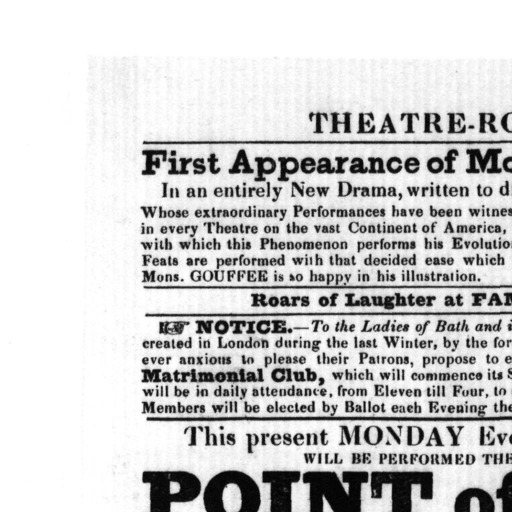 THEATRE-RO
First Appearance of Mo
In an entirely New Drama, written to d
Whose extraordinary Performances have been witnes
in every Theatre on the vast Continent of America,
with which this Phenomenon performs his Evolutio
Feats are performed with that decided ease which
Mons. GOUFFEE is so happy in his illustration.
Roars of Laughter at FAM
☞ NOTICE.—To the Ladies of Bath and i
created in London during the last Winter, by the for
ever anxious to please their Patrons, propose to e
Matrimonial Club, which will commence its S
will be in daily attendance, from Eleven till Four, to
Members will be elected by Ballot each Evening the
This present MONDAY Eve
WILL BE PERFORMED THE
POINT of